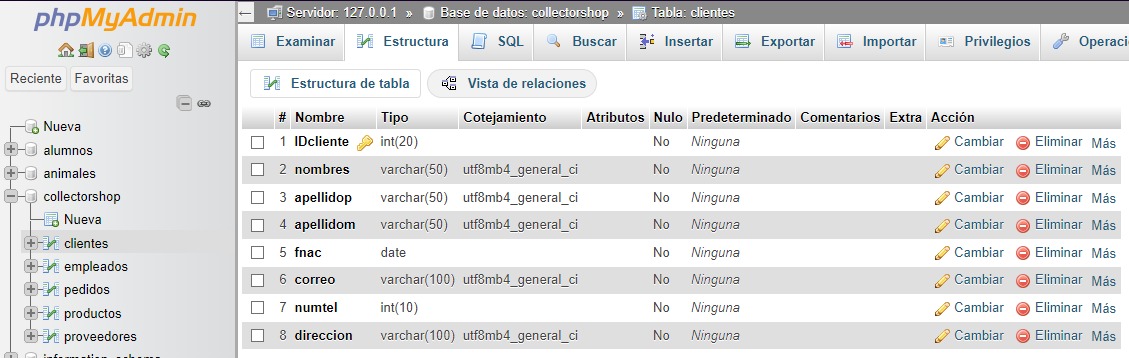 phpMyAdmin
Servidor: 127.0.0.1 » Base de datos: collectorshop » Tabla: clientes
Examinar Estructura SQL Buscar Insertar Exportar Importar Privilegios Operacio
Reciente Favoritas
Estructura de tabla Vista de relaciones
Nueva
alumnos
animales
collectorshop
Nueva
clientes
empleados
pedidos
productos
proveedores
information_schema
# Nombre Tipo Cotejamiento Atributos Nulo Predeterminado Comentarios Extra Acción
1 IDcliente int(20) No Ninguna Cambiar Eliminar Más
2 nombres varchar(50) utf8mb4_general_ci No Ninguna Cambiar Eliminar Más
3 apellidop varchar(50) utf8mb4_general_ci No Ninguna Cambiar Eliminar Más
4 apellidom varchar(50) utf8mb4_general_ci No Ninguna Cambiar Eliminar Más
5 fnac date No Ninguna Cambiar Eliminar Más
6 correo varchar(100) utf8mb4_general_ci No Ninguna Cambiar Eliminar Más
7 numtel int(10) No Ninguna Cambiar Eliminar Más
8 direccion varchar(100) utf8mb4_general_ci No Ninguna Cambiar Eliminar Más